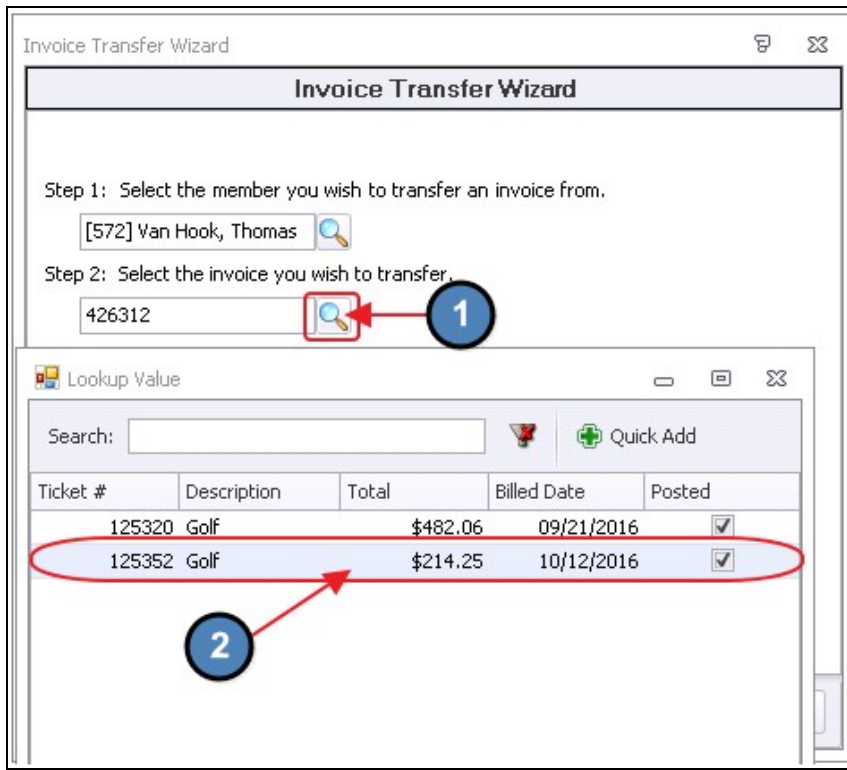 Invoice Transfer Wizard
Invoice Transfer Wizard
Step 1: Select the member you wish to transfer an invoice from.
[572] Van Hook, Thomas
Step 2: Select the invoice you wish to transfer.
426312
1
Lookup Value
Search:
Quick Add
Ticket # Description Total Billed Date Posted
125320 Golf $482.06 09/21/2016
125352 Golf $214.25 10/12/2016
2